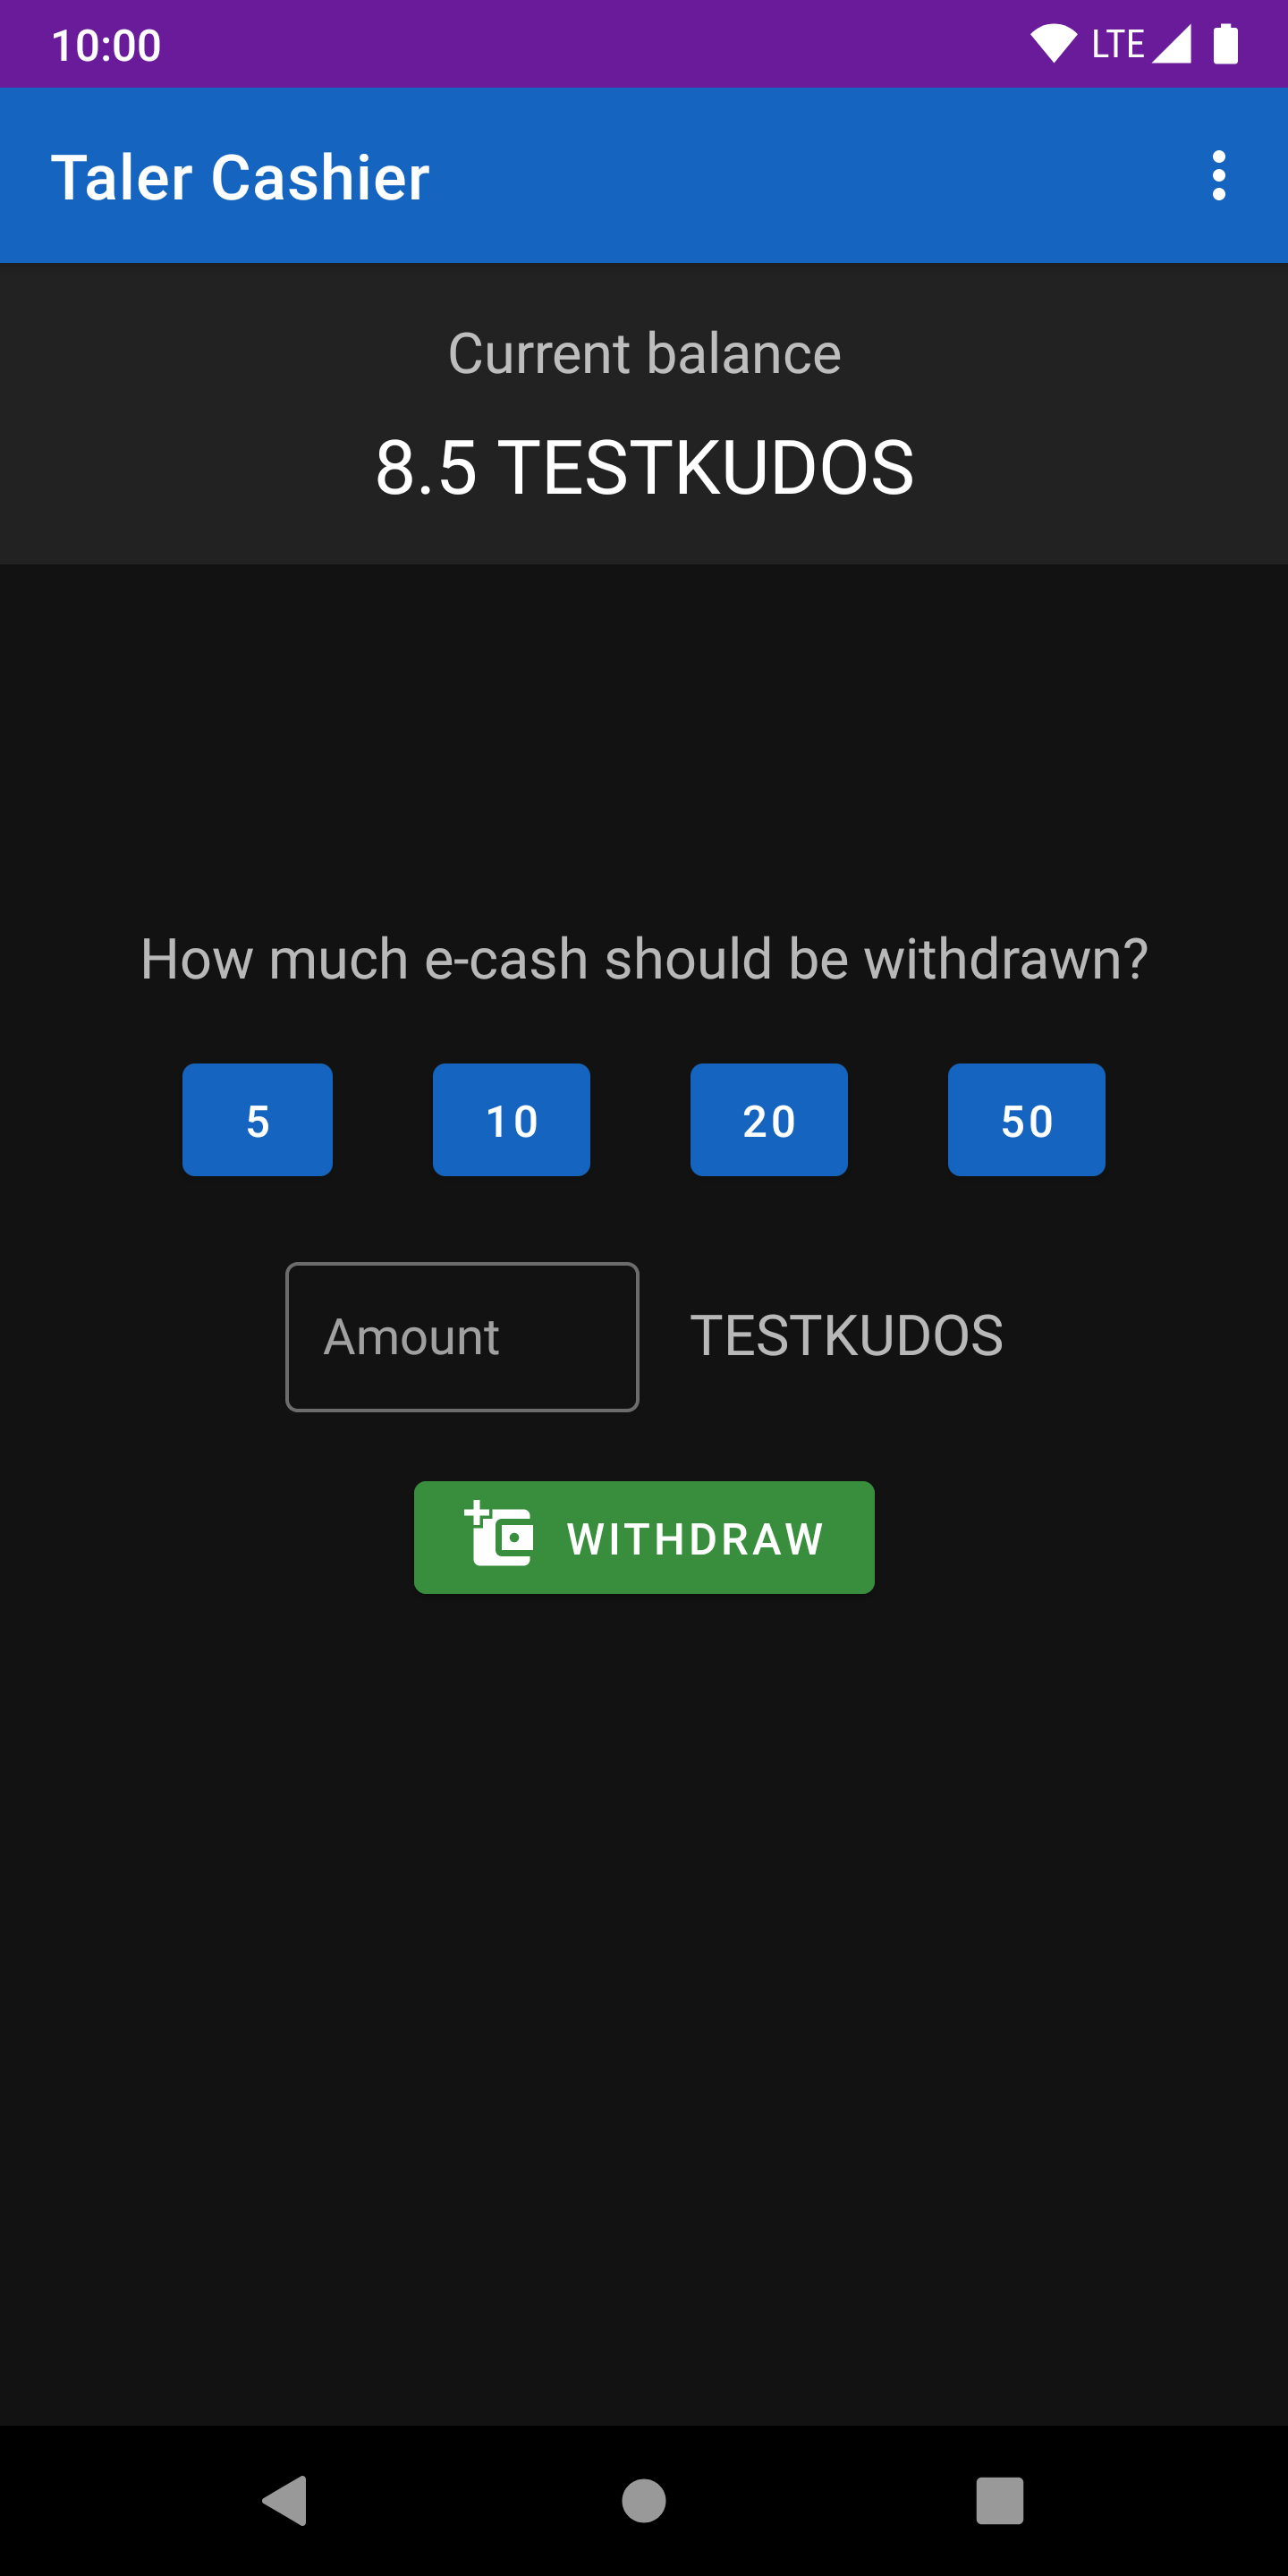 10:00 LTE
Taler Cashier
Current balance
8.5 TESTKUDOS
How much e-cash should be withdrawn?
5 10 20 50
Amount TESTKUDOS
WITHDRAW